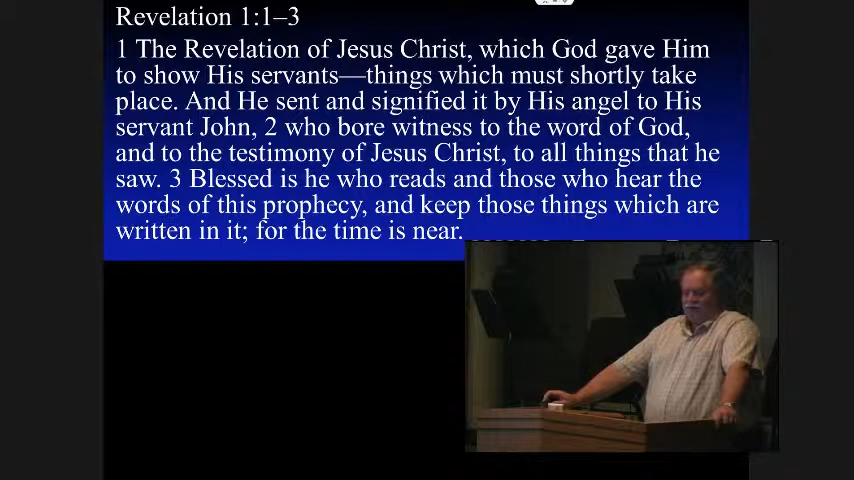 Revelation 1:1–3
1 The Revelation of Jesus Christ, which God gave Him
to show His servants—things which must shortly take
place. And He sent and signified it by His angel to His
servant John, 2 who bore witness to the word of God,
and to the testimony of Jesus Christ, to all things that he
saw. 3 Blessed is he who reads and those who hear the
words of this prophecy, and keep those things which are
written in it; for the time is near.